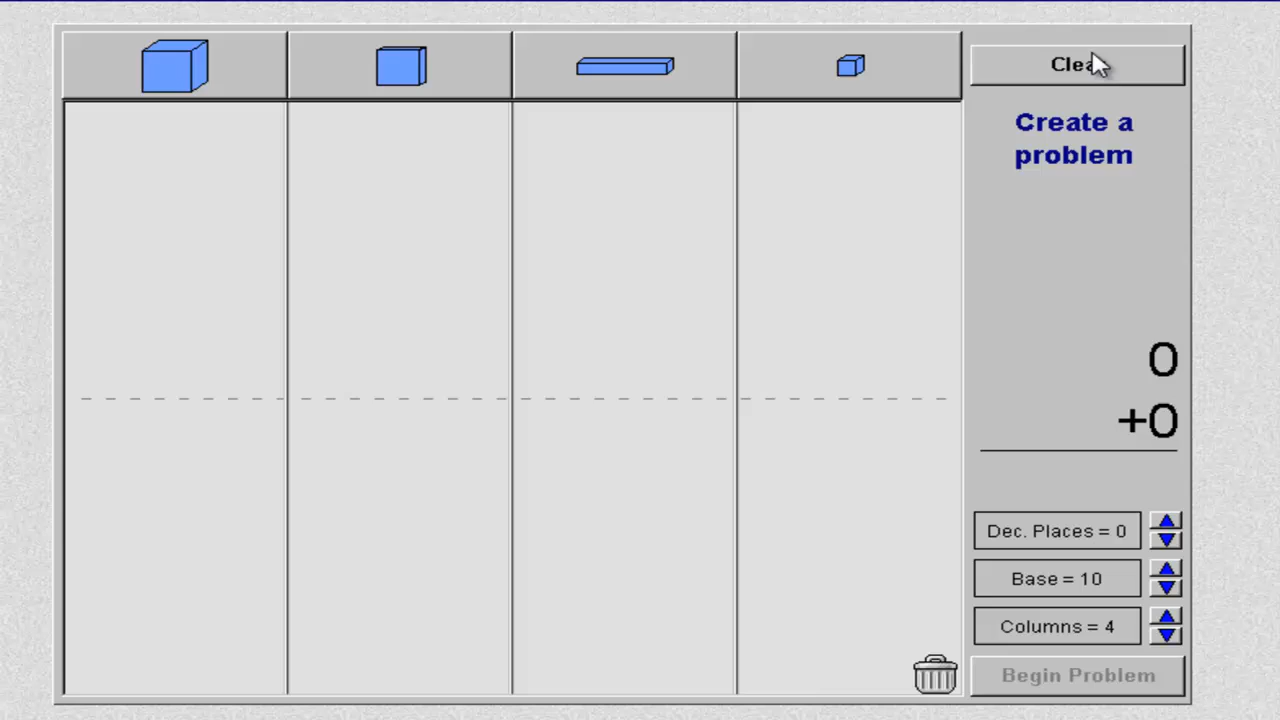 Clear
Create a
problem
0
+0
Dec. Places = 0
Base = 10
Columns = 4
Begin Problem